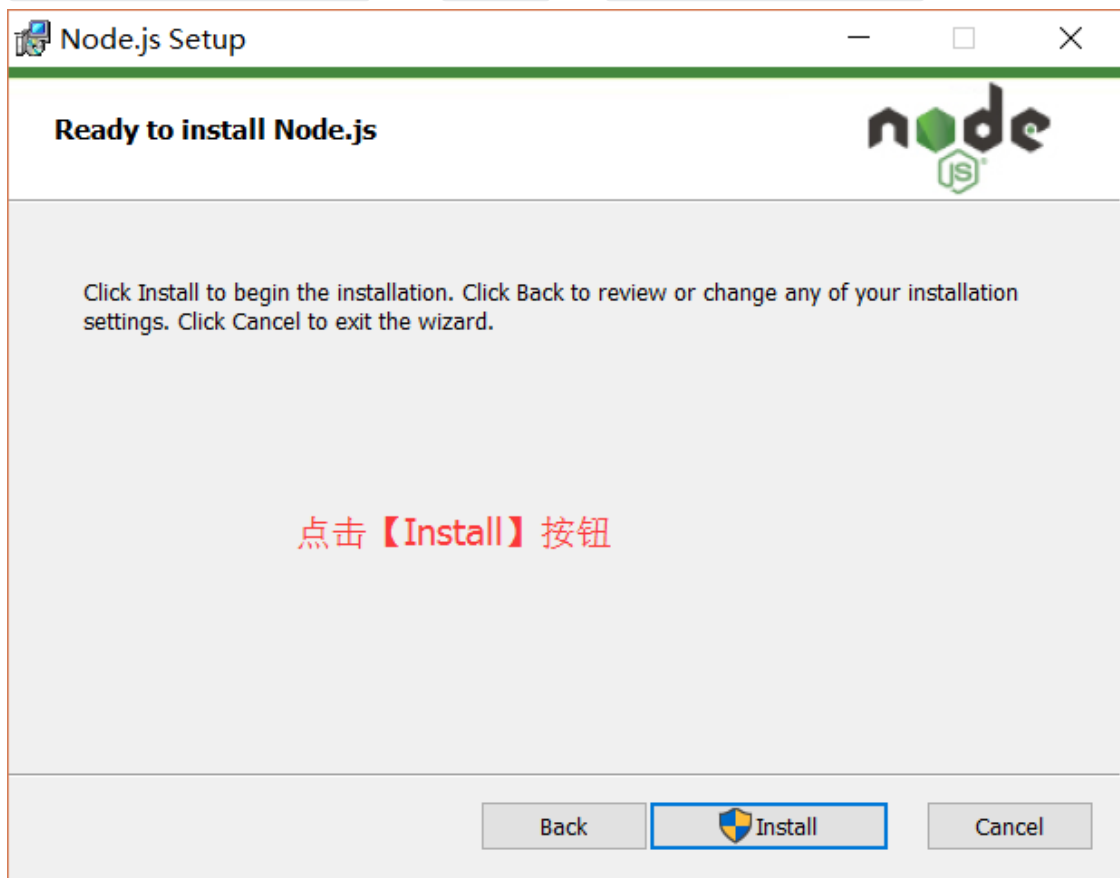 Node.js Setup
Ready to install Node.js
node
JS
Click Install to begin the installation. Click Back to review or change any of your installation
settings. Click Cancel to exit the wizard.
点击【Install】按钮
Back Install Cancel